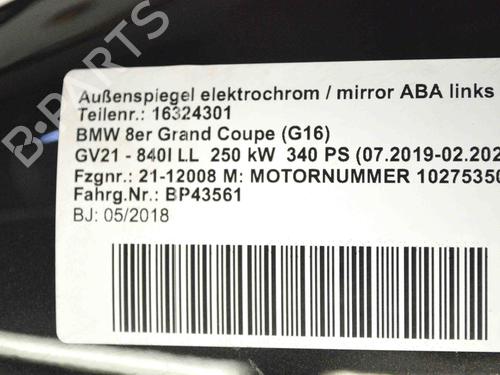 B-PARTS
Außenspiegel elektrochrom / mirror ABA links
Teilenr.: 16324301
BMW 8er Grand Coupe (G16)
GV21 - 840I LL 250 kW 340 PS (07.2019-02.202
Fzgnr.: 21-12008 M: MOTORNUMMER 10275350
Fahrg.Nr.: BP43561
BJ: 05/2018